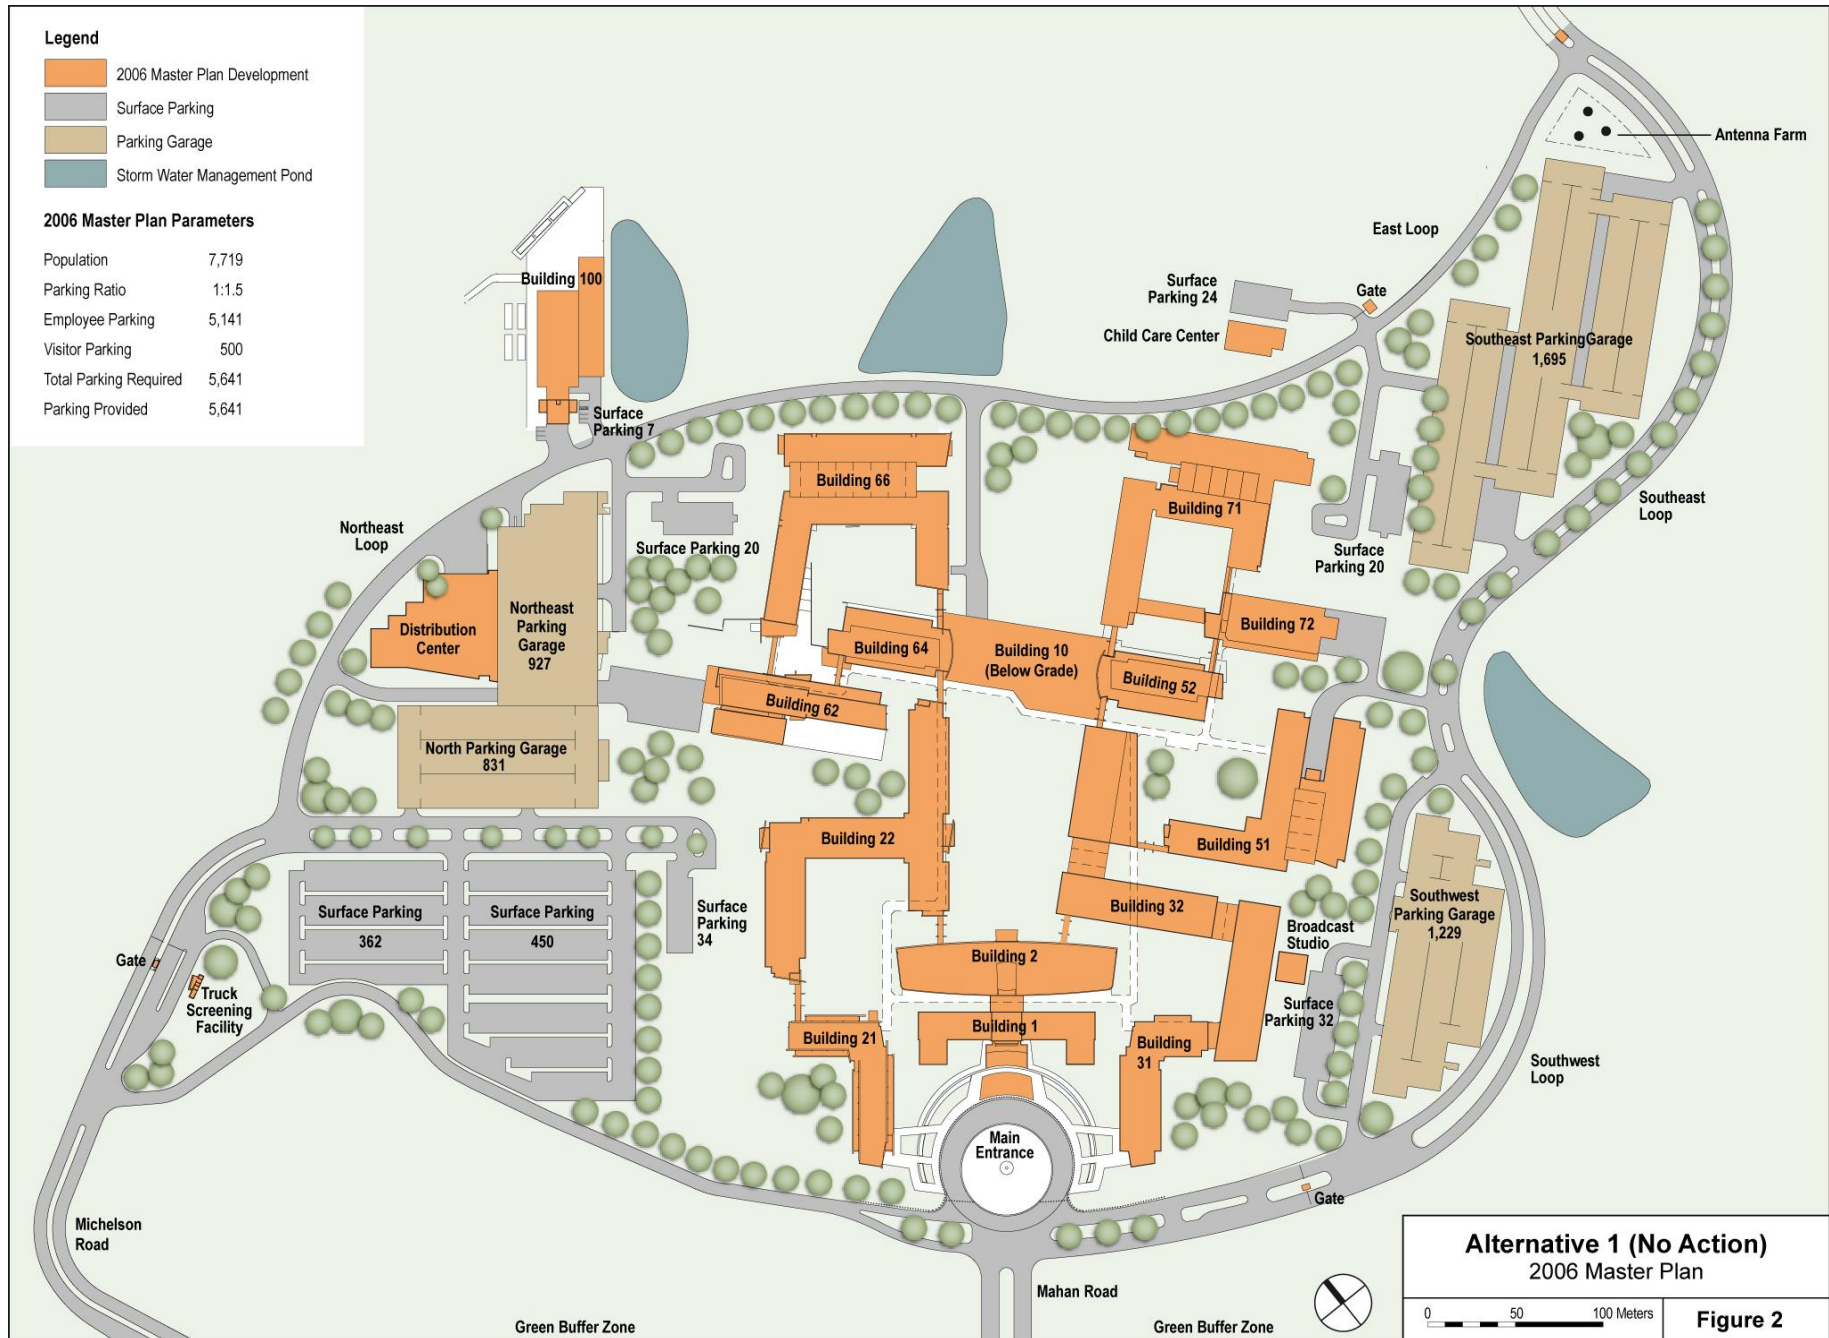 Legend
2006 Master Plan Development
Surface Parking
Parking Garage
Storm Water Management Pond
2006 Master Plan Parameters
Population 7,719
Parking Ratio 1:1.5
Employee Parking 5,141
Visitor Parking 500
Total Parking Required 5,641
Parking Provided 5,641
Antenna Farm
East Loop
Building 100
Surface
Parking 24
Gate
Child Care Center
Southeast ParkingGarage
1,695
Surface
Parking 7
Building 66
Building 71
Southeast
Loop
Northeast
Loop
Surface Parking 20
Surface
Parking 20
Northeast
Parking
Garage
927
Distribution
Center
Building 64
Building 10
(Below Grade)
Building 72
Building 52
Building 62
North Parking Garage
831
Building 22
Building 51
Surface Parking
362
Surface Parking
450
Surface
Parking
34
Building 32
Southwest
Parking Garage
1,229
Broadcast
Studio
Building 2
Gate
Truck
Screening
Facility
Surface
Parking 32
Building 21
Building 1
Building
31
Southwest
Loop
Main
Entrance
Gate
Michelson
Road
Mahan Road
Green Buffer Zone
Green Buffer Zone
Alternative 1 (No Action)
2006 Master Plan
0 50 100 Meters
Figure 2